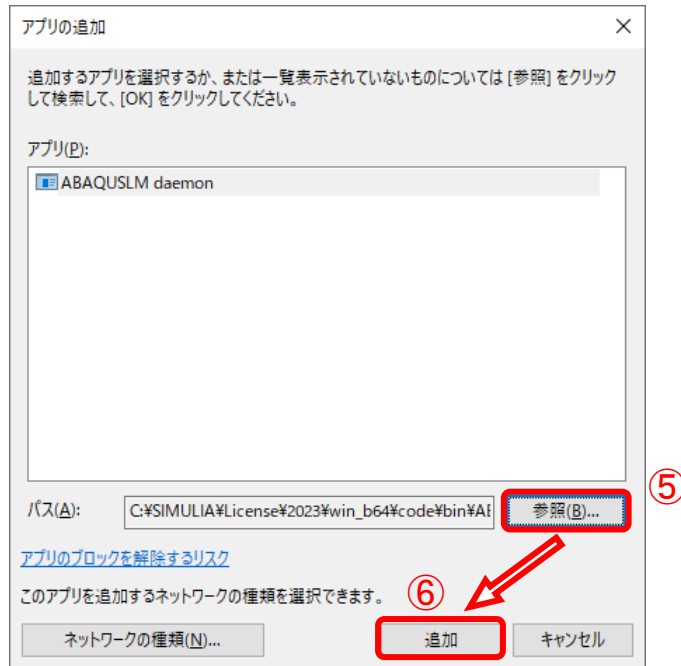 アプリの追加
追加するアプリを選択するか、または一覧表示されていないものについては [参照] をクリック
して検索して、[OK] をクリックしてください。
アプリ(P):
ABAQUSLM daemon
⑤
パス(A): C:¥SIMULIA¥License¥2023¥win_b64¥code¥bin¥AE 参照(B)...
アプリのブロックを解除するリスク
このアプリを追加するネットワークの種類を選択できます。
⑥
ネットワークの種類(N)... 追加 キャンセル